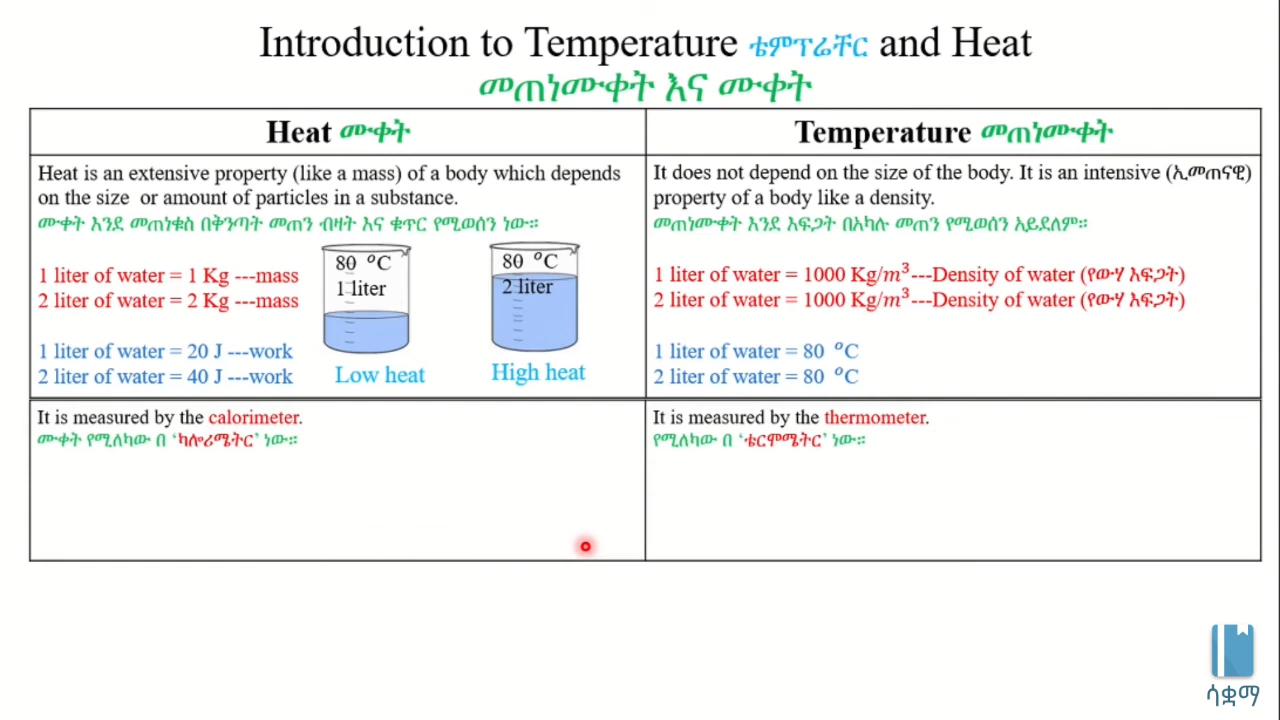 Introduction to Temperature ቴምፕሬቸር and Heat
መጠነሙቀት እና ሙቀት
Heat ሙቀት
Temperature መጠነሙቀት
Heat is an extensive property (like a mass) of a body which depends
on the size or amount of particles in a substance.
ሙቀት እንደ መጠነቁስ በቅንጣት መጠን ብዛት እና ቁጥር የሚወሰን ነው።
1 liter of water = 1 Kg ---mass
2 liter of water = 2 Kg ---mass
1 liter of water = 20 J ---work
2 liter of water = 40 J ---work
80 °C
1 liter
Low heat
80 °C
2 liter
High heat
It does not depend on the size of the body. It is an intensive (ኢመጠናዊ)
property of a body like a density.
መጠነሙቀት እንደ እፍጋት በአካሉ መጠን የሚወሰን አይደለም።
1 liter of water = 1000 Kg/m³---Density of water (የውሃ እፍጋት)
2 liter of water = 1000 Kg/m³---Density of water (የውሃ እፍጋት)
1 liter of water = 80 °C
2 liter of water = 80 °C
It is measured by the calorimeter.
ሙቀት የሚለካው በ ‘ካሎሪሜትር’ ነው።
It is measured by the thermometer.
የሚለካው በ ‘ቴርሞሜትር’ ነው።
ሳቋማ